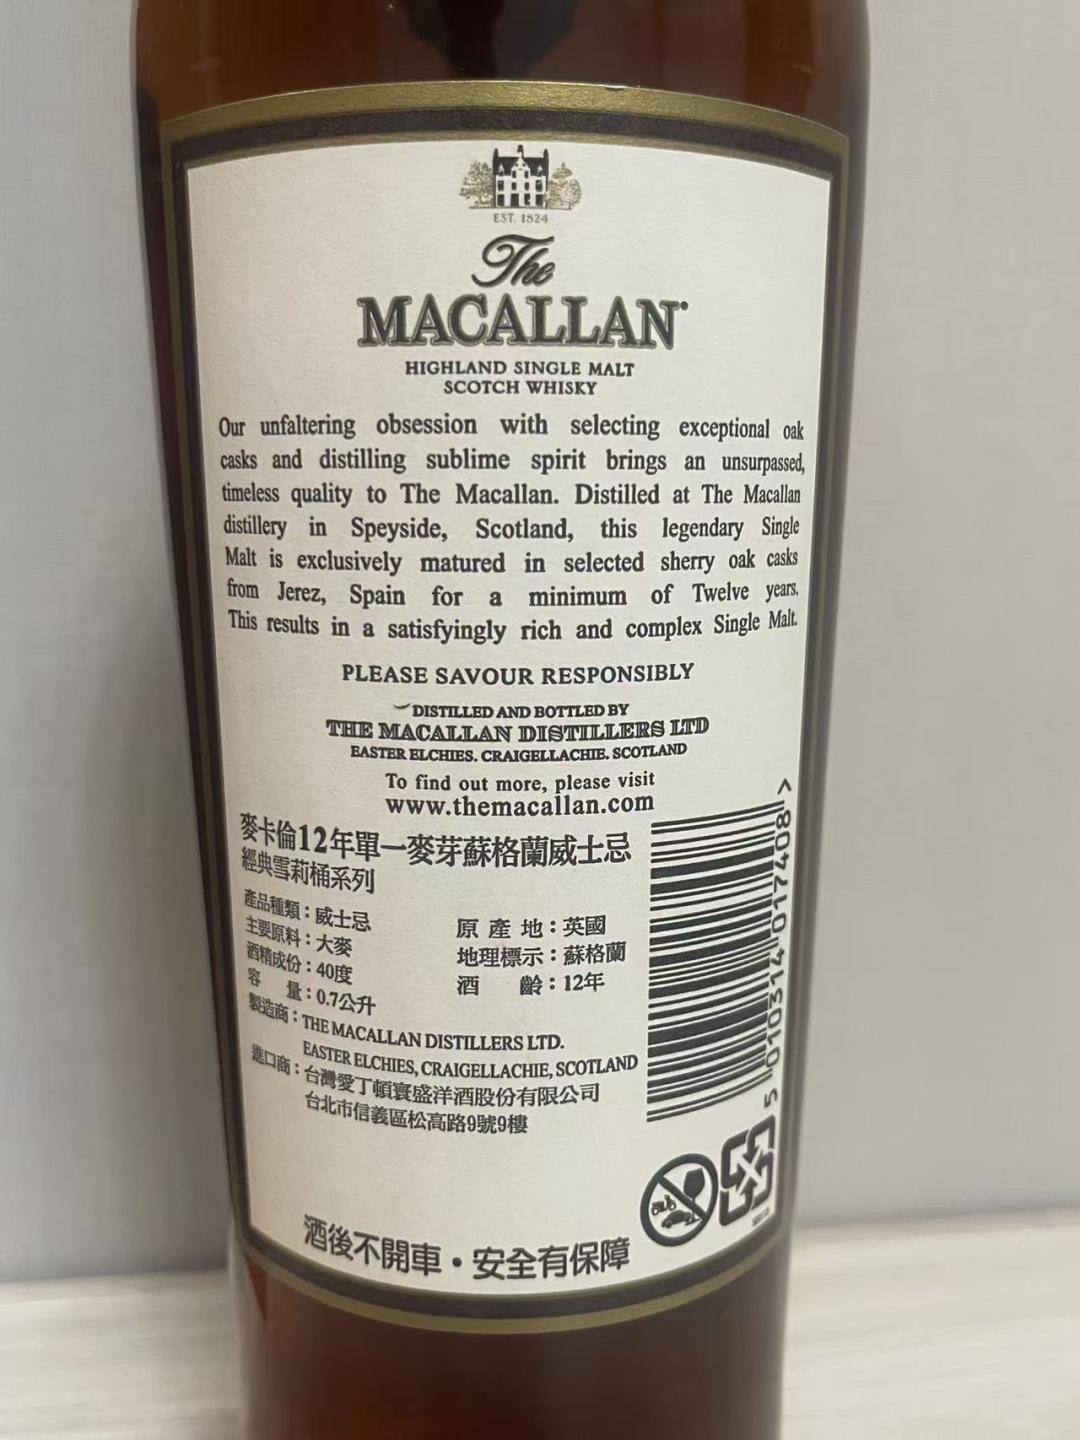 EST. 1824
The
MACALLAN
HIGHLAND SINGLE MALT
SCOTCH WHISKY
Our unfaltering obsession with selecting exceptional oak
casks and distilling sublime spirit brings an unsurpassed,
timeless quality to The Macallan. Distilled at The Macallan
distillery in Speyside, Scotland, this legendary Single
Malt is exclusively matured in selected sherry oak casks
from Jerez, Spain for a minimum of Twelve years.
This results in a satisfyingly rich and complex Single Malt.
PLEASE SAVOUR RESPONSIBLY
DISTILLED AND BOTTLED BY
THE MACALLAN DISTILLERS LTD
EASTER ELCHIES. CRAIGELLACHIE. SCOTLAND
To find out more, please visit
www.themacallan.com
麥卡倫12年單一麥芽蘇格蘭威士忌
經典雪莉桶系列
產品種類：威士忌
主要原料：大麥
酒精成份：40度
容 量：0.7公升
原 產 地：英國
地理標示：蘇格蘭
酒 齡：12年
製造商：THE MACALLAN DISTILLERS LTD.
EASTER ELCHIES, CRAIGELLACHIE, SCOTLAND
進口商：台灣愛丁頓寰盛洋酒股份有限公司
台北市信義區松高路9號9樓
5 010314 017408 >
酒後不開車・安全有保障